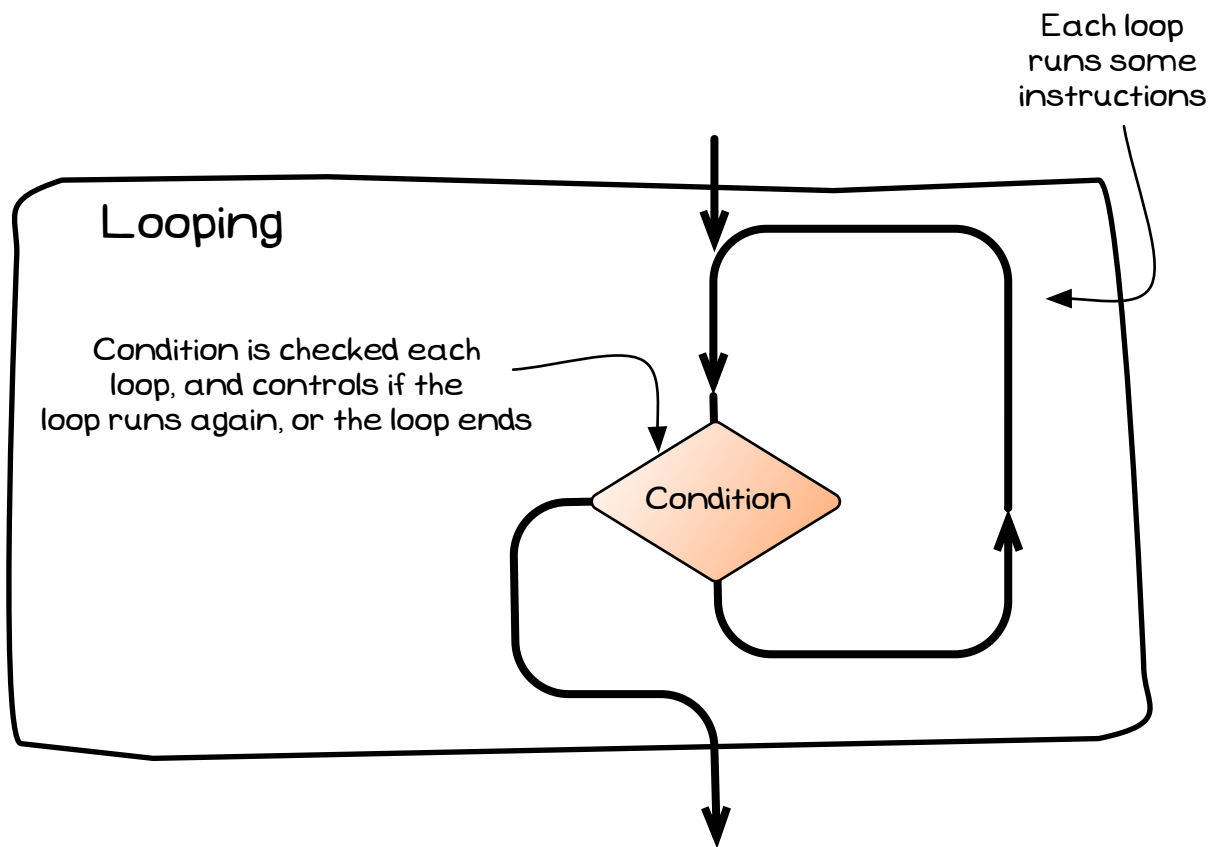 Each loop
runs some
instructions
Looping
Condition is checked each
loop, and controls if the
loop runs again, or the loop ends
Condition